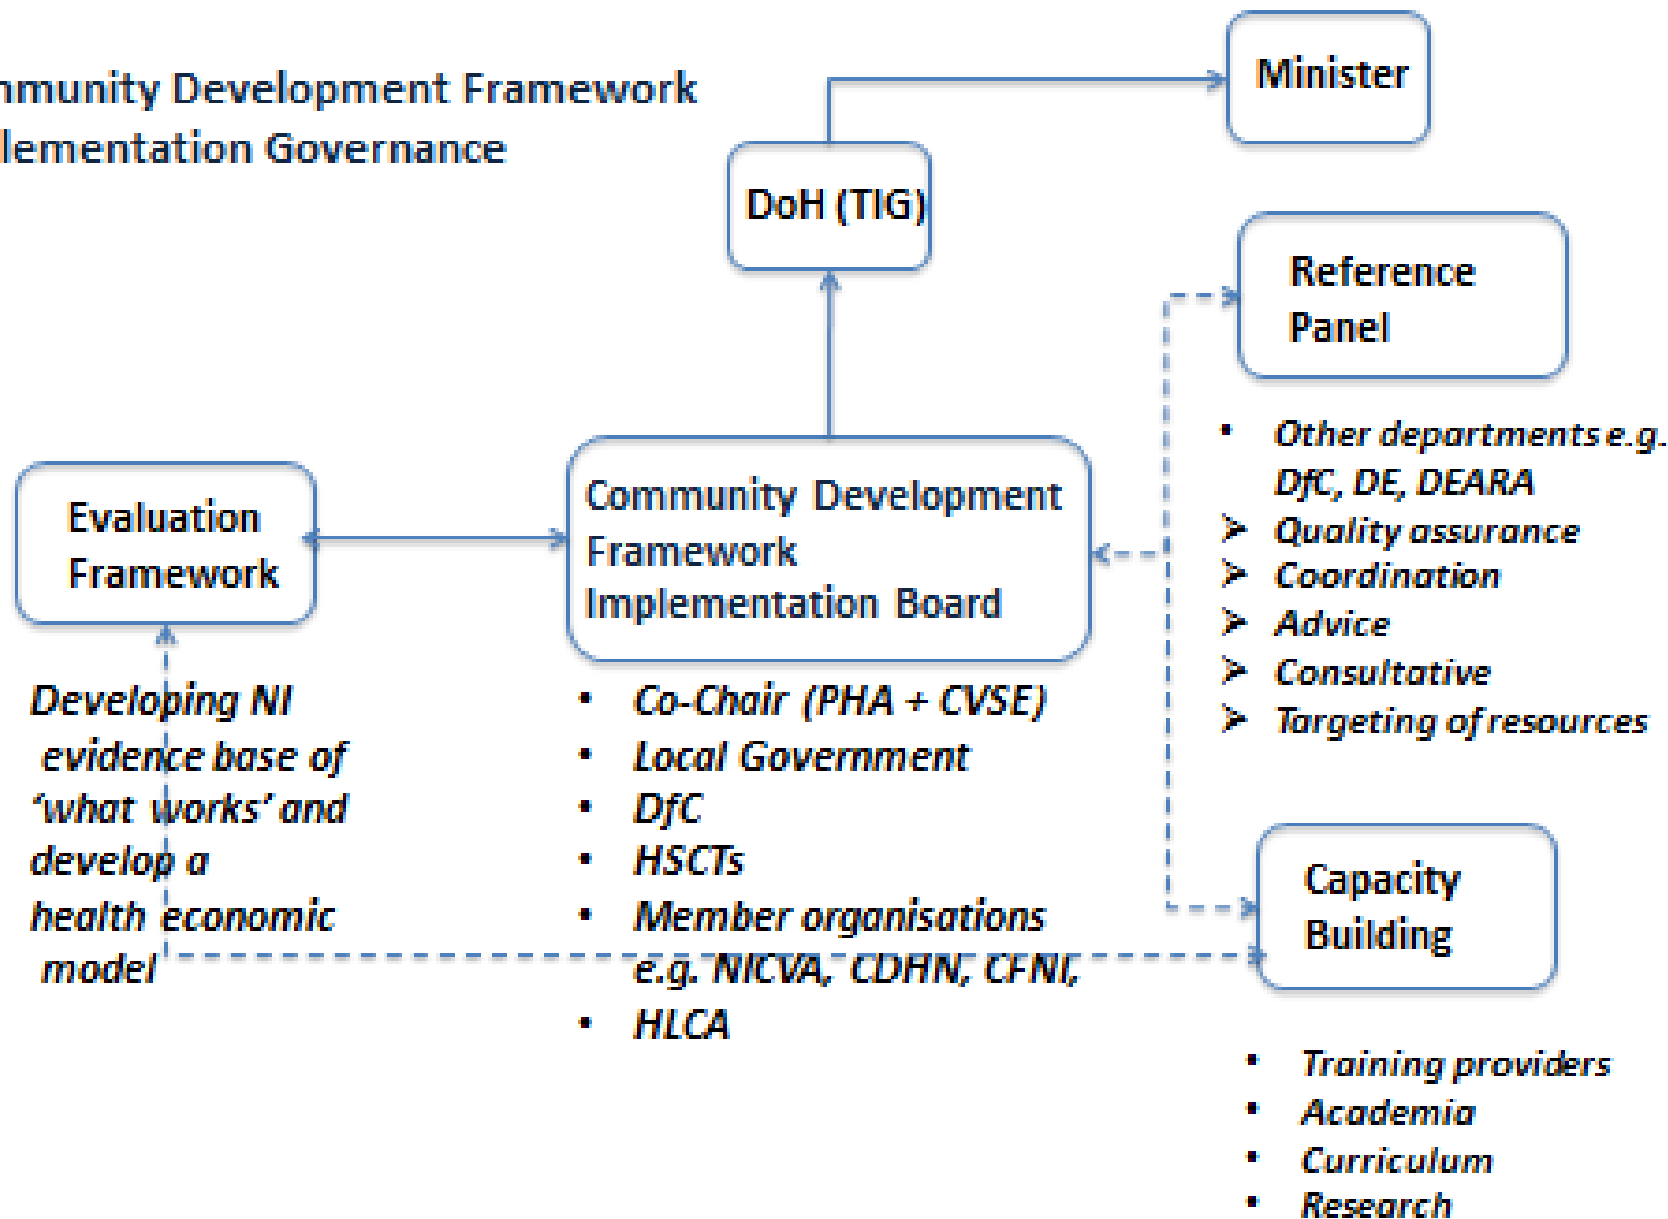 mmunity Development Framework
lementation Governance
Minister
DoH (TIG)
Reference
Panel
• Other departments e.g.
DfC, DE, DEARA
➢ Quality assurance
➢ Coordination
➢ Advice
➢ Consultative
➢ Targeting of resources
Evaluation
Framework
Developing NI
evidence base of
‘what works’ and
develop a
health economic
model
Community Development
Framework
Implementation Board
• Co-Chair (PHA + CVSE)
• Local Government
• DfC
• HSCTs
• Member organisations
e.g. NICVA, CDHN, CFNI,
• HLCA
Capacity
Building
• Training providers
• Academia
• Curriculum
• Research